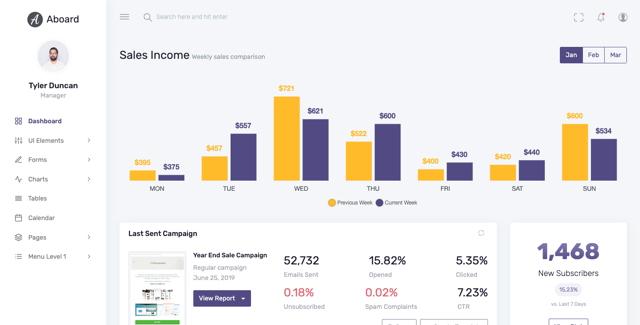 Aboard
Search here and hit enter
Tyler Duncan
Manager
Dashboard
UI Elements
Forms
Charts
Tables
Calendar
Pages
Menu Level 1
Sales Income Weekly sales comparison
Jan Feb Mar
$395 $375 $457 $557 $721 $621 $522 $600 $400 $430 $420 $440 $600 $534
MON TUE WED THU FRI SAT SUN
Previous Week Current Week
Last Sent Campaign
Year End Sale Campaign
Regular campaign
June 25, 2019
View Report
52,732 15.82% 5.35%
Emails Sent Opened Clicked
0.18% 0.02% 7.23%
Unsubscribed Spam Complaints CTR
1,468
New Subscribers
15.23%
vs. Last 7 Days